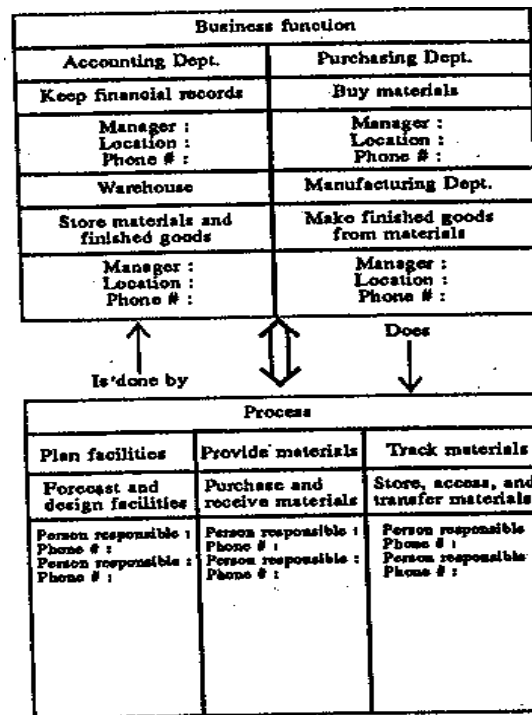 Business function
Accounting Dept.
Purchasing Dept.
Keep financial records
Buy materials
Manager :
Location :
Phone # :
Manager :
Location :
Phone # :
Warehouse
Manufacturing Dept.
Store materials and
finished goods
Make finished goods
from materials
Manager :
Location :
Phone # :
Manager :
Location :
Phone # :
Is done by
Does
Process
Plan facilities
Provide materials
Track materials
Forecast and
design facilities
Purchase and
receive materials
Store, access, and
transfer materials
Person responsible :
Phone # :
Person responsible :
Phone # :
Person responsible :
Phone # :
Person responsible :
Phone # :
Person responsible
Phone # :
Person responsible
Phone # :